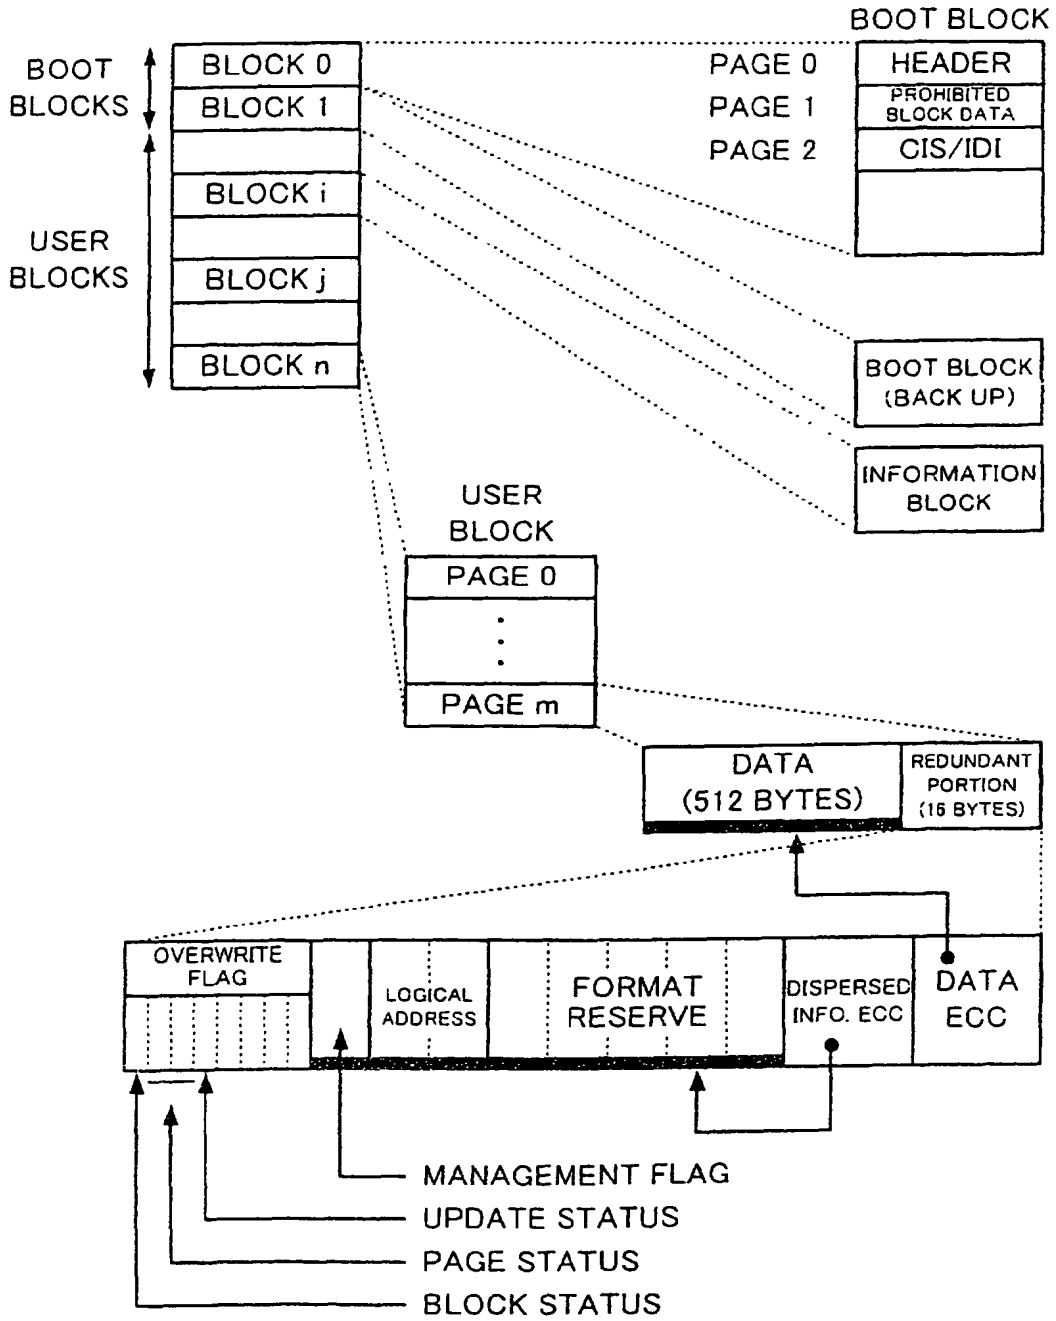 BOOT BLOCK
BOOT
BLOCKS
BLOCK 0
BLOCK 1
PAGE 0
HEADER
PAGE 1
PROHIBITED
BLOCK DATA
PAGE 2
CIS/IDI
USER
BLOCKS
BLOCK i
BLOCK j
BLOCK n
BOOT BLOCK
(BACK UP)
INFORMATION
BLOCK
USER
BLOCK
PAGE 0
PAGE m
DATA
(512 BYTES)
REDUNDANT
PORTION
(16 BYTES)
OVERWRITE
FLAG
LOGICAL
ADDRESS
FORMAT
RESERVE
DISPERSED
INFO. ECC
DATA
ECC
MANAGEMENT FLAG
UPDATE STATUS
PAGE STATUS
BLOCK STATUS